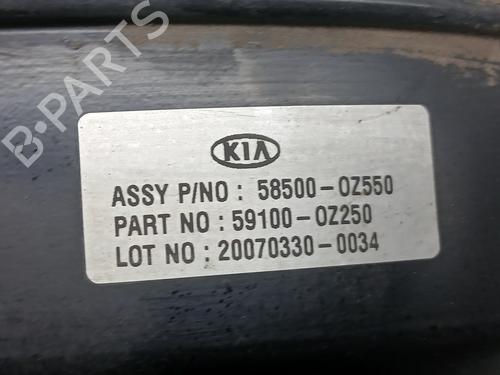 B-PARTS
KIA
ASSY P/NO : 58500-0Z550
PART NO : 59100-0Z250
LOT NO : 20070330-0034